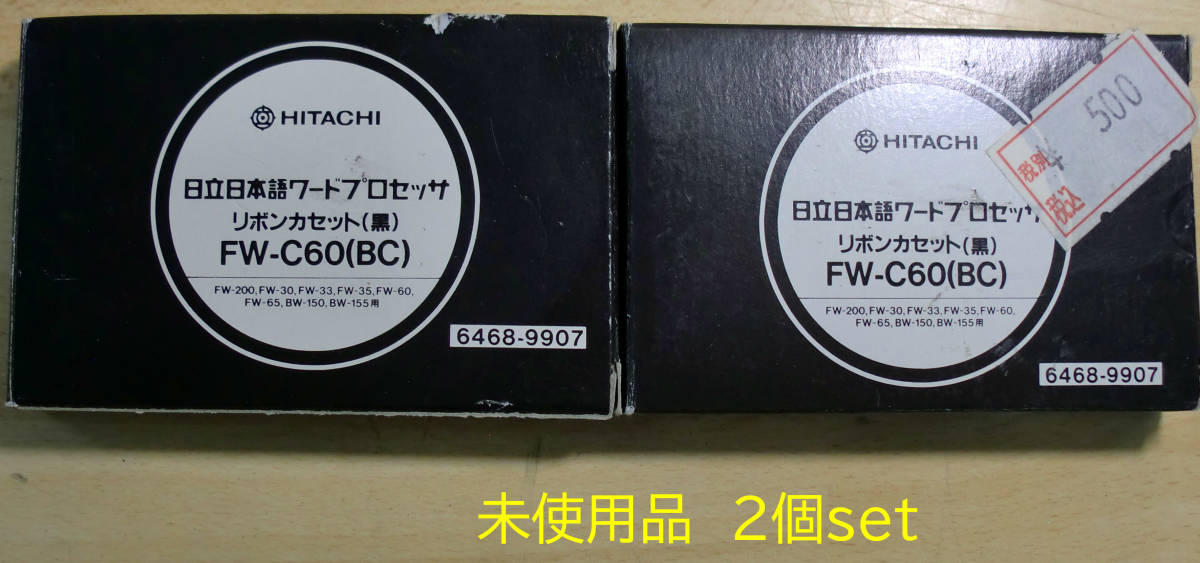 HITACHI
日立日本語ワードプロセッサ
リボンカセット(黒)
FW-C60(BC)
FW-200,FW-30,FW-33,FW-35,FW-60,
FW-65,BW-150,BW-155用
6468-9907
HITACHI
日立日本語ワードプロセッサ
リボンカセット(黒)
FW-C60(BC)
FW-200,FW-30,FW-33,FW-35,FW-60,
FW-65,BW-150,BW-155用
6468-9907
税別 ¥ 500
税込
未使用品 2個set